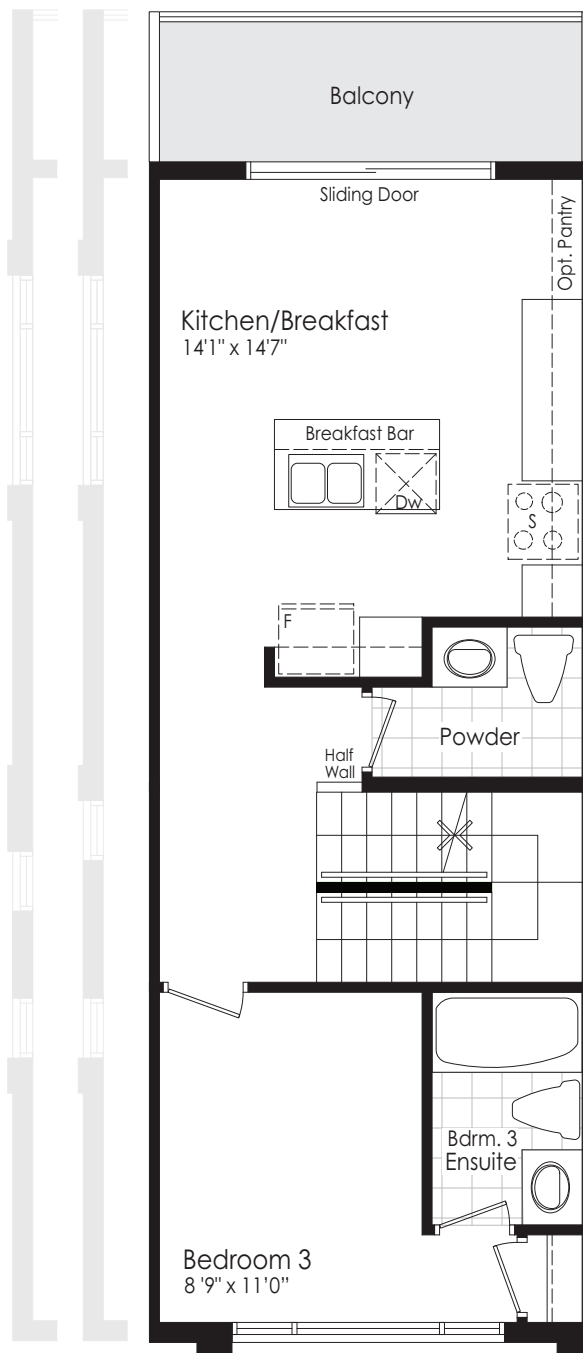 Balcony
Sliding Door
Opt. Pantry
Kitchen/Breakfast
14'1" x 14'7"
Breakfast Bar
Dw
S
F
Powder
Half
Wall
Bdrm. 3
Ensuite
Bedroom 3
8 '9" x 11'0”